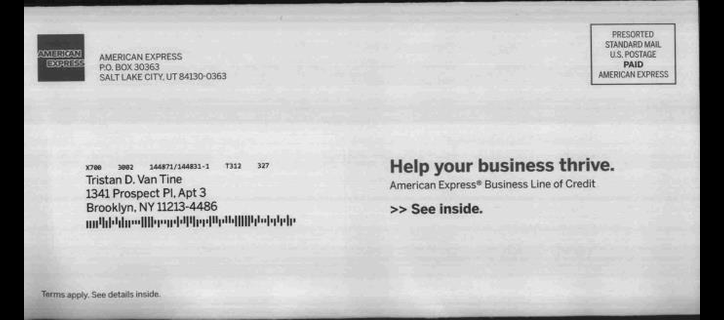 AMERICAN
EXPRESS
AMERICAN EXPRESS
P.O. BOX 30363
SALT LAKE CITY, UT 84130-0363
PRESORTED
STANDARD MAIL
U.S. POSTAGE
PAID
AMERICAN EXPRESS
X700 3002 144871/144831-1 T312 327
Tristan D. Van Tine
1341 Prospect Pl, Apt 3
Brooklyn, NY 11213-4486
Help your business thrive.
American Express® Business Line of Credit
>> See inside.
Terms apply. See details inside.